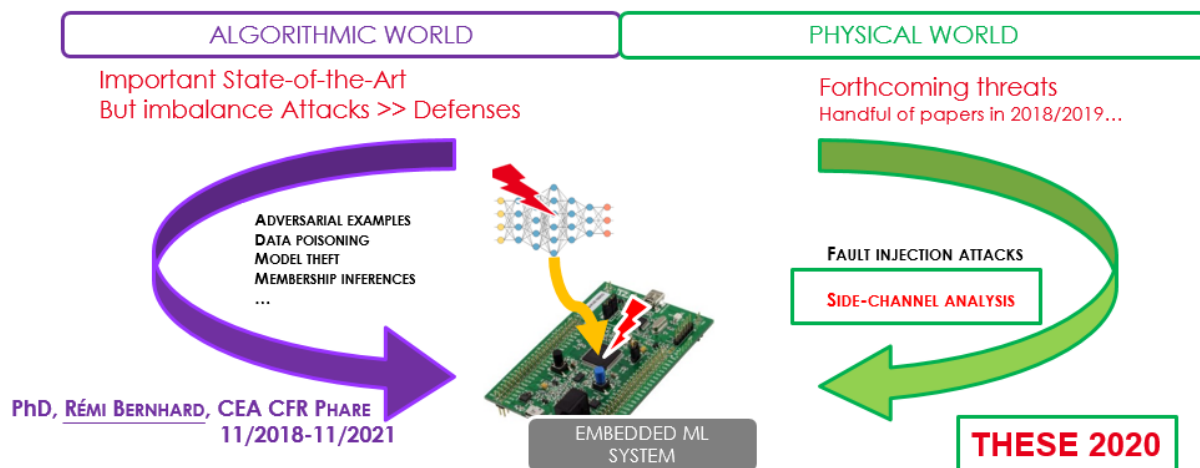 ALGORITHMIC WORLD
PHYSICAL WORLD
Important State-of-the-Art
But imbalance Attacks >> Defenses
Forthcoming threats
Handful of papers in 2018/2019...
ADVERSARIAL EXAMPLES
DATA POISONING
MODEL THEFT
MEMBERSHIP INFERENCES
...
FAULT INJECTION ATTACKS
SIDE-CHANNEL ANALYSIS
PHD, RÉMI BERNHARD, CEA CFR PHARE
11/2018-11/2021
EMBEDDED ML
SYSTEM
THESE 2020